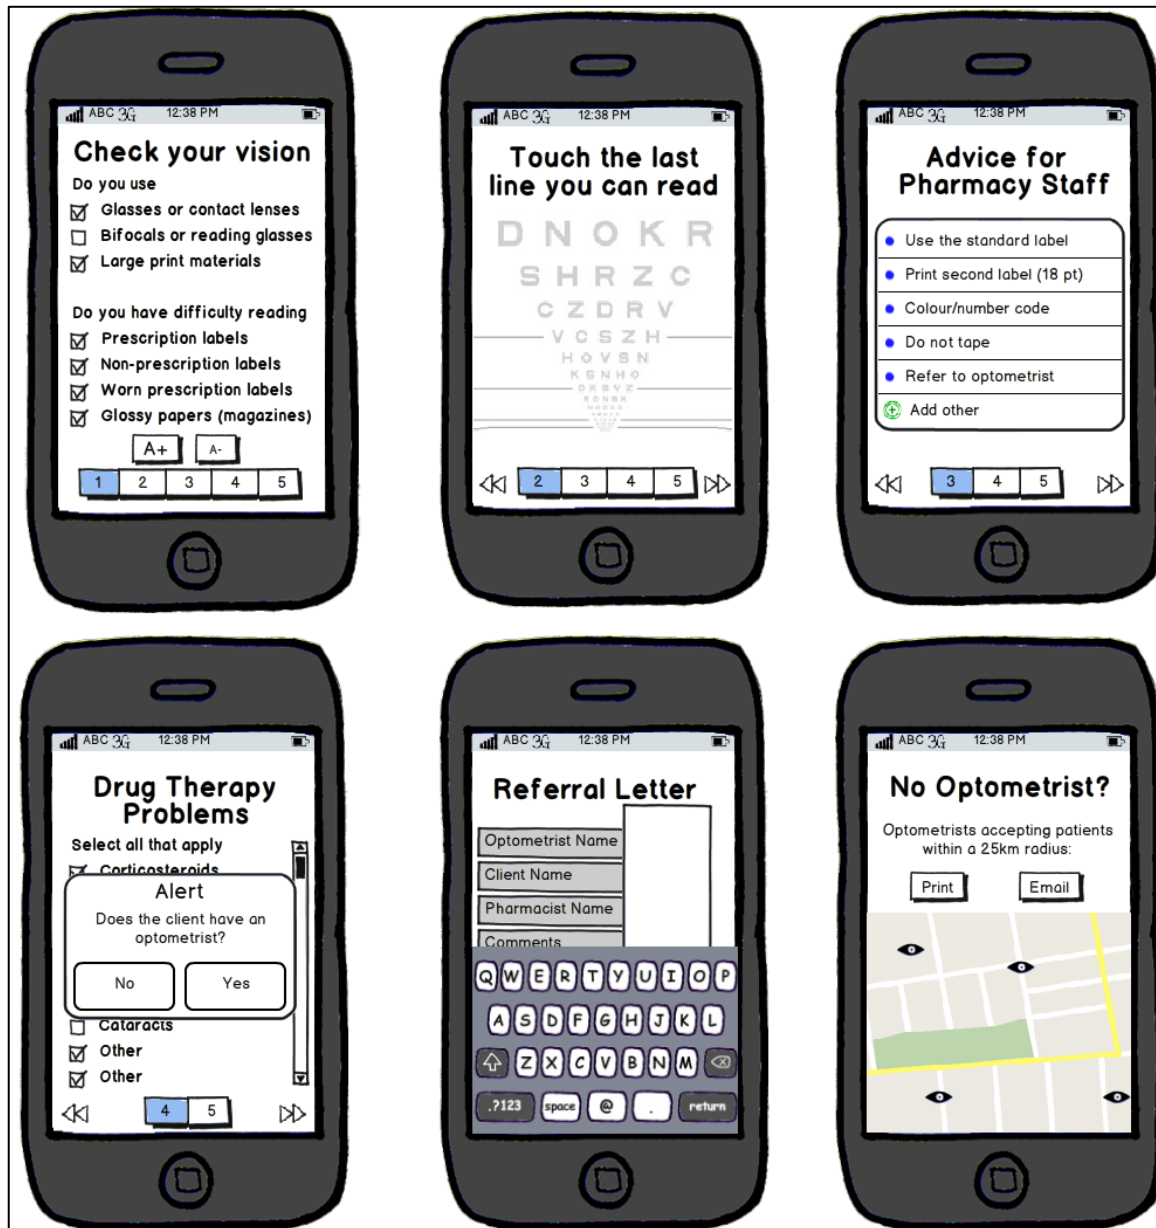 ABC 3G 12:38 PM
Check your vision
Do you use
Glasses or contact lenses
Bifocals or reading glasses
Large print materials
Do you have difficulty reading
Prescription labels
Non-prescription labels
Worn prescription labels
Glossy papers (magazines)
A+ A-
1 2 3 4 5
ABC 3G 12:38 PM
Touch the last
line you can read
D N O K R
S H R Z C
C Z D R V
V C S Z H
H O V S N
K S N H O
O K S V Z
2 3 4 5
ABC 3G 12:38 PM
Advice for
Pharmacy Staff
Use the standard label
Print second label (18 pt)
Colour/number code
Do not tape
Refer to optometrist
Add other
3 4 5
ABC 3G 12:38 PM
Drug Therapy
Problems
Select all that apply
Corticosteroids
Alert
Does the client have an
optometrist?
No Yes
Cataracts
Other
Other
4 5
ABC 3G 12:38 PM
Referral Letter
Optometrist Name
Client Name
Pharmacist Name
Comments
Q W E R T Y U I O P
A S D F G H J K L
Z X C V B N M
.?123 space @ . return
ABC 3G 12:38 PM
No Optometrist?
Optometrists accepting patients
within a 25km radius:
Print Email